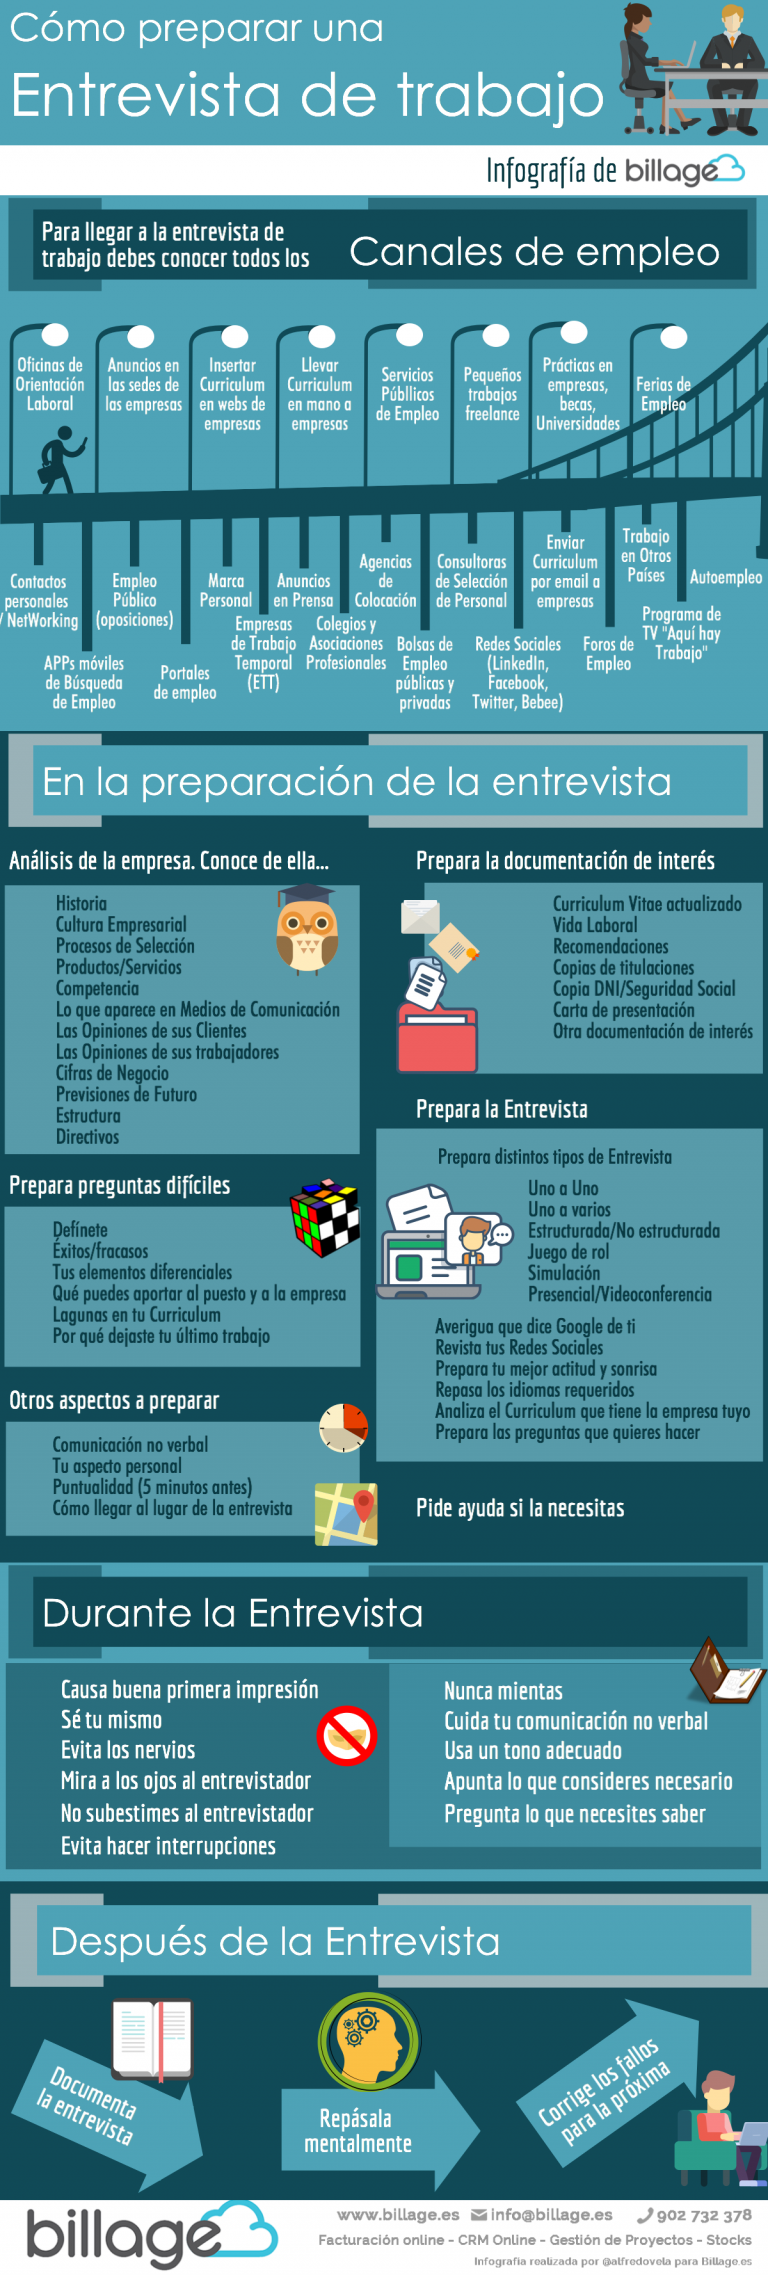 Cómo preparar una
Entrevista de trabajo
Infografía de billage
Para llegar a la entrevista de
trabajo debes conocer todos los
Canales de empleo
Oficinas de
Orientación
Laboral
Anuncios en
las sedes de
las empresas
Insertar
Curriculum
en webs de
empresas
Llevar
Curriculum
en mano a
empresas
Servicios
Públlicos
de Empleo
Pequeños
trabajos
freelance
Prácticas en
empresas,
becas,
Universidades
Ferias de
Empleo
Contactos
personales
/ NetWorking
APPs móviles
de Búsqueda
de Empleo
Empleo
Público
(oposiciones)
Portales
de empleo
Marca
Personal
Empresas
de Trabajo
Temporal
(ETT)
Anuncios
en Prensa
Colegios y
Asociaciones
Profesionales
Agencias
de
Colocación
Bolsas de
Empleo
públicas y
privadas
Consultoras
de Selección
de Personal
Redes Sociales
(LinkedIn,
Facebook,
Twitter, Bebee)
Enviar
Curriculum
por email a
empresas
Foros de
Empleo
Trabajo
en Otros
Países
Programa de
TV "Aquí hay
Trabajo"
Autoempleo
En la preparación de la entrevista
Análisis de la empresa. Conoce de ella...
Historia
Cultura Empresarial
Procesos de Selección
Productos/Servicios
Competencia
Lo que aparece en Medios de Comunicación
Las Opiniones de sus Clientes
Las Opiniones de sus trabajadores
Cifras de Negocio
Previsiones de Futuro
Estructura
Directivos
Prepara preguntas difíciles
Defínete
Éxitos/fracasos
Tus elementos diferenciales
Qué puedes aportar al puesto y a la empresa
Lagunas en tu Curriculum
Por qué dejaste tu último trabajo
Otros aspectos a preparar
Comunicación no verbal
Tu aspecto personal
Puntualidad (5 minutos antes)
Cómo llegar al lugar de la entrevista
Prepara la documentación de interés
Curriculum Vitae actualizado
Vida Laboral
Recomendaciones
Copias de titulaciones
Copia DNI/Seguridad Social
Carta de presentación
Otra documentación de interés
Prepara la Entrevista
Prepara distintos tipos de Entrevista
Uno a Uno
Uno a varios
Estructurada/No estructurada
Juego de rol
Simulación
Presencial/Videoconferencia
Averigua que dice Google de ti
Revista tus Redes Sociales
Prepara tu mejor actitud y sonrisa
Repasa los idiomas requeridos
Analiza el Curriculum que tiene la empresa tuyo
Prepara las preguntas que quieres hacer
Pide ayuda si la necesitas
Durante la Entrevista
Causa buena primera impresión
Sé tu mismo
Evita los nervios
Mira a los ojos al entrevistador
No subestimes al entrevistador
Evita hacer interrupciones
Nunca mientas
Cuida tu comunicación no verbal
Usa un tono adecuado
Apunta lo que consideres necesario
Pregunta lo que necesites saber
Después de la Entrevista
Documenta
la entrevista
Repásala
mentalmente
Corrige los fallos
para la próxima
billage
www.billage.es info@billage.es 902 732 378
Facturación online - CRM Online - Gestión de Proyectos - Stocks
Infografía realizada por @alfredovela para Billage.es